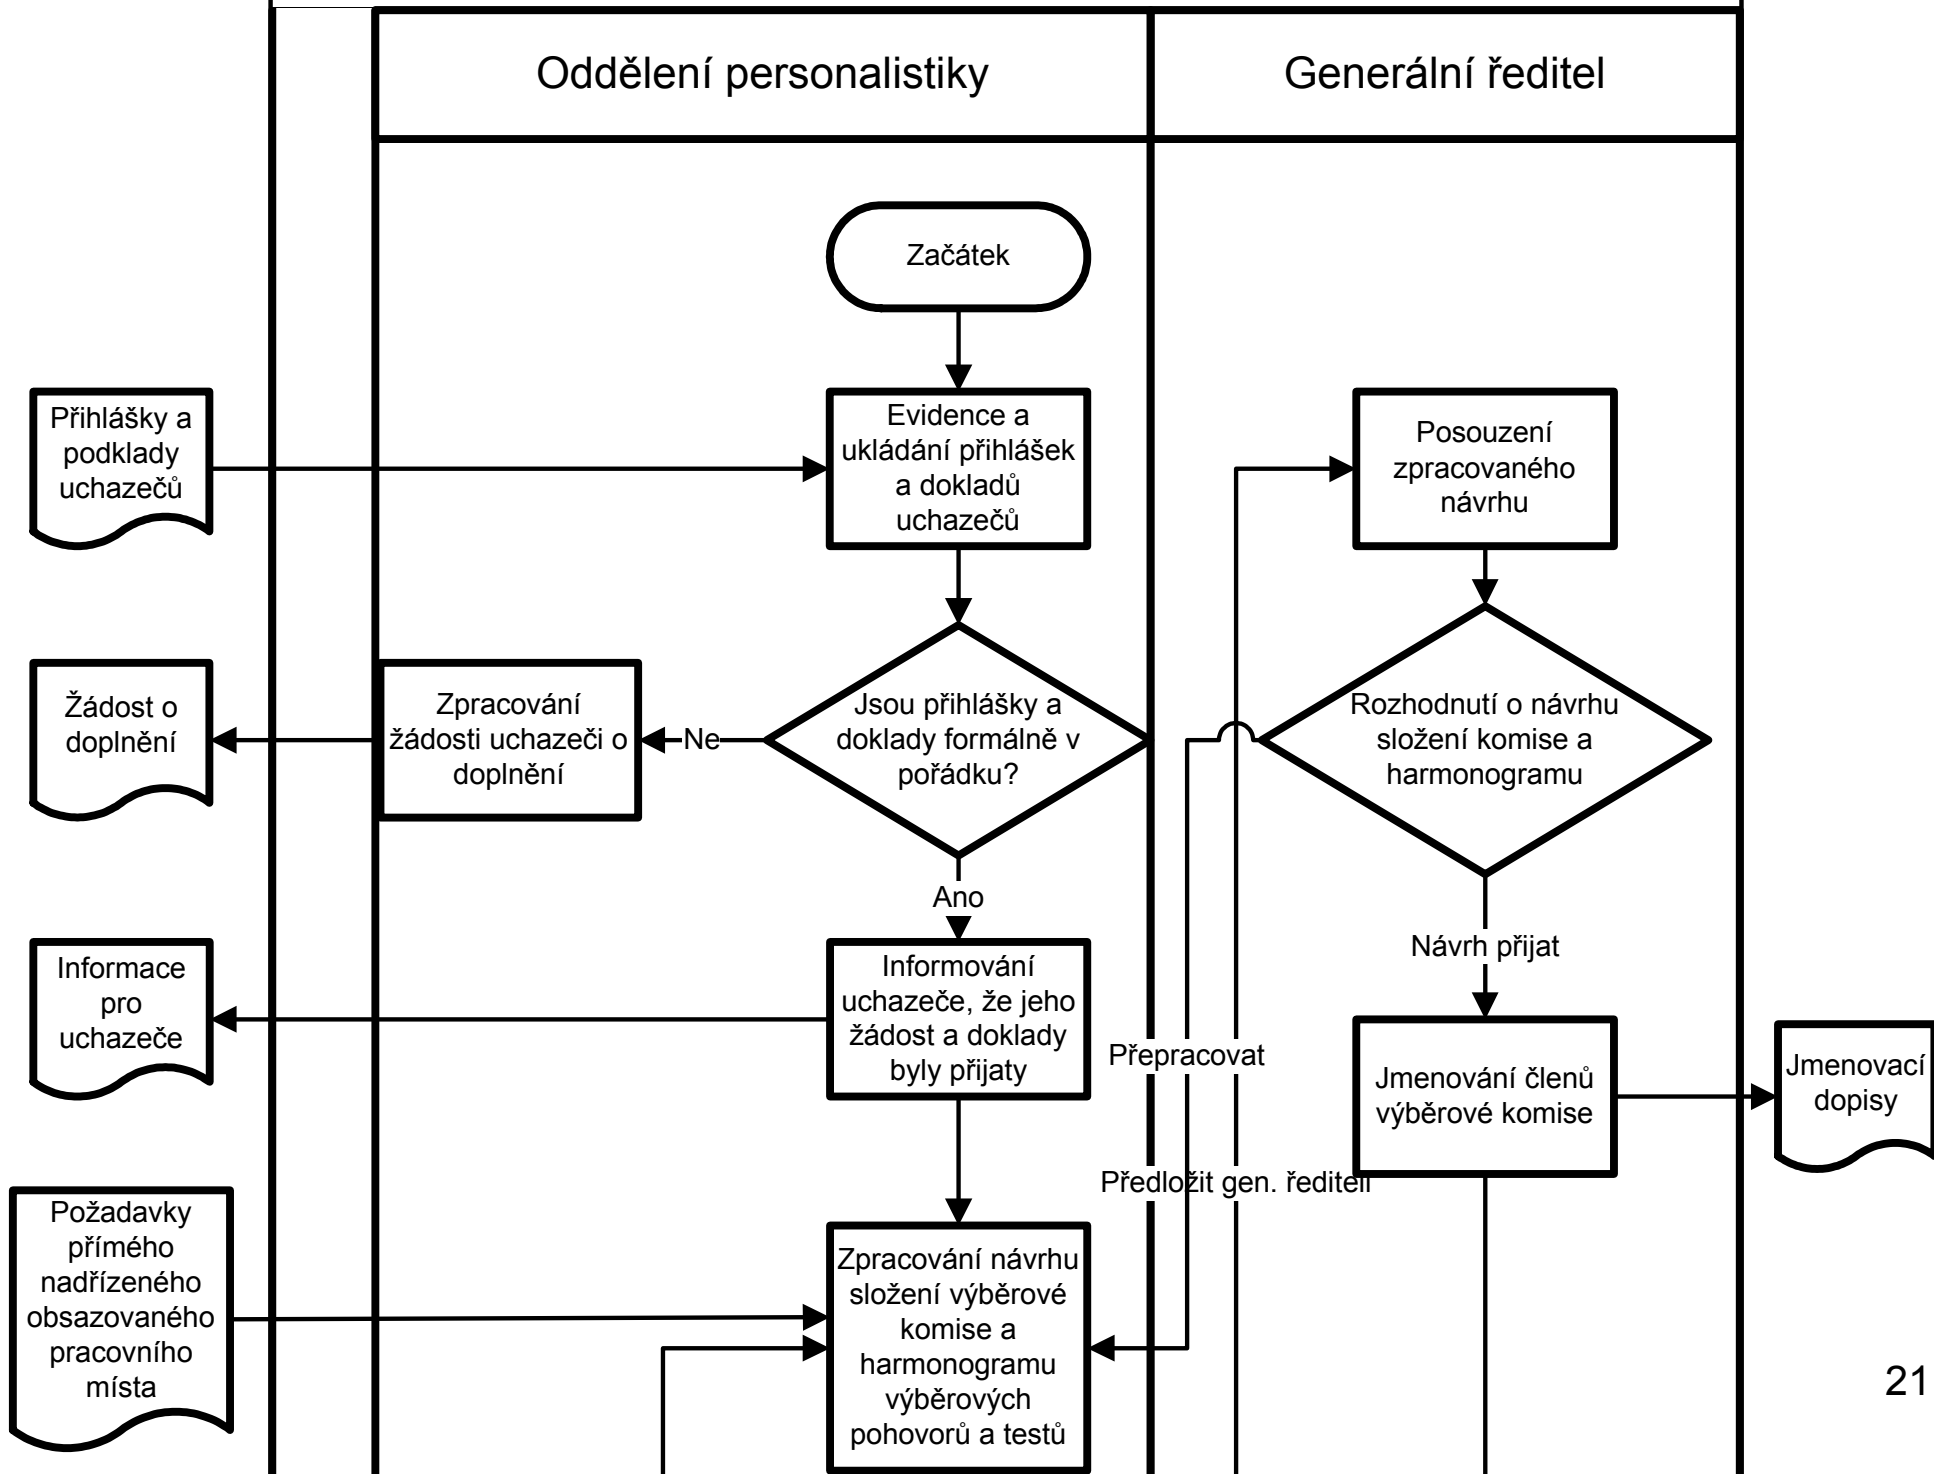 Oddělení personalistiky
Generální ředitel
Začátek
Přihlášky a
podklady
uchazečů
Evidence a
ukládání přihlášek
a dokladů
uchazečů
Posouzení
zpracovaného
návrhu
Žádost o
doplnění
Zpracování
žádosti uchazeči o
doplnění
Ne
Jsou přihlášky a
doklady formálně v
pořádku?
Rozhodnutí o návrhu
složení komise a
harmonogramu
Ano
Návrh přijat
Informace
pro
uchazeče
Informování
uchazeče, že jeho
žádost a doklady
byly přijaty
Přepracovat
Jmenování členů
výběrové komise
Jmenovací
dopisy
Předložit gen. řediteli
Požadavky
přímého
nadřízeného
obsazovaného
pracovního
místa
Zpracování návrhu
složení výběrové
komise a
harmonogramu
výběrových
pohovorů a testů
21